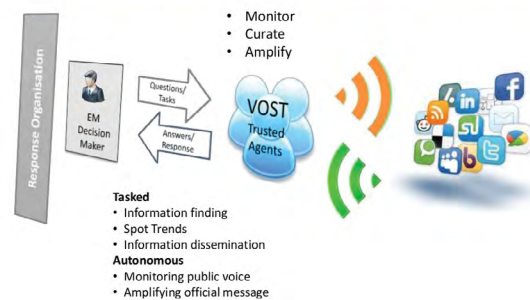 • Monitor
• Curate
• Amplify
Response Organisation
EM
Decision
Maker
Questions/
Tasks
Answers/
Response
VOST
Trusted
Agents
Tasked
• Information finding
• Spot Trends
• Information dissemination
Autonomous
• Monitoring public voice
• Amplifying official message